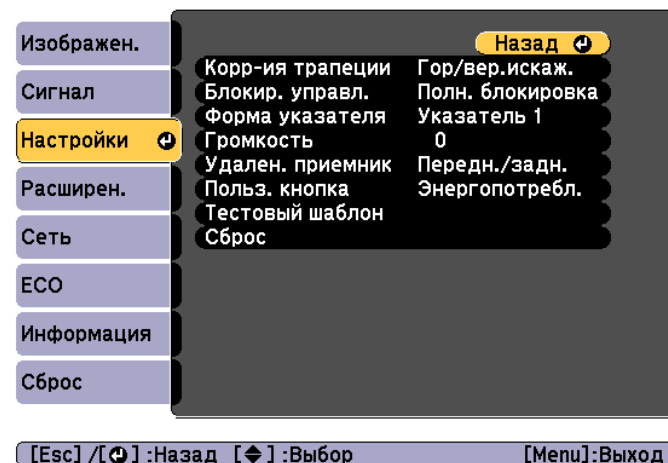 Изображен.
Сигнал
Настройки
Расширен.
Сеть
ECO
Информация
Сброс
Назад
Корр-ия трапеции Гор/вер.искаж.
Блокир. управл. Полн. блокировка
Форма указателя Указатель 1
Громкость 0
Удален. приемник Передн./задн.
Польз. кнопка Энергопотребл.
Тестовый шаблон
Сброс
[Esc] /[ ] :Назад [ ] :Выбор [Menu]:Выход